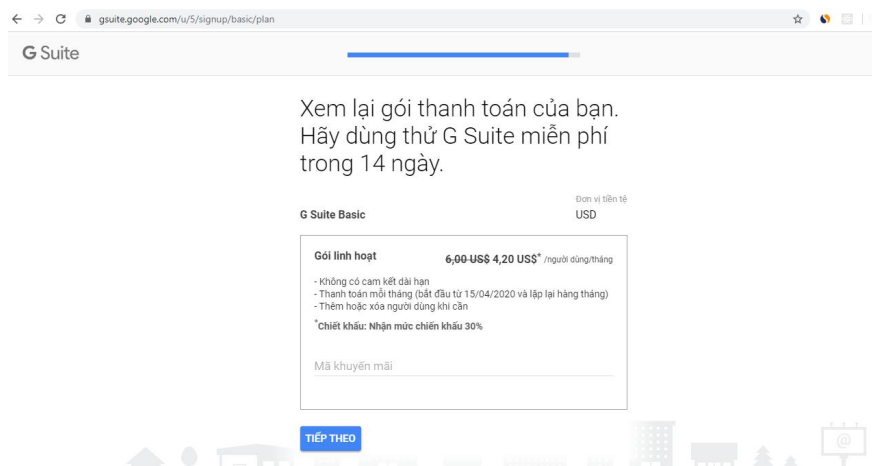 gsuite.google.com/u/5/signup/basic/plan
G Suite
Xem lại gói thanh toán của bạn.
Hãy dùng thử G Suite miễn phí
trong 14 ngày.
Đơn vị tiền tệ
G Suite Basic USD
Gói linh hoạt 6,00 US$ 4,20 US$* /người dùng/tháng
- Không có cam kết dài hạn
- Thanh toán mỗi tháng (bắt đầu từ 15/04/2020 và lặp lại hàng tháng)
- Thêm hoặc xóa người dùng khi cần
*Chiết khấu: Nhận mức chiến khấu 30%
Mã khuyến mãi
TIẾP THEO
@